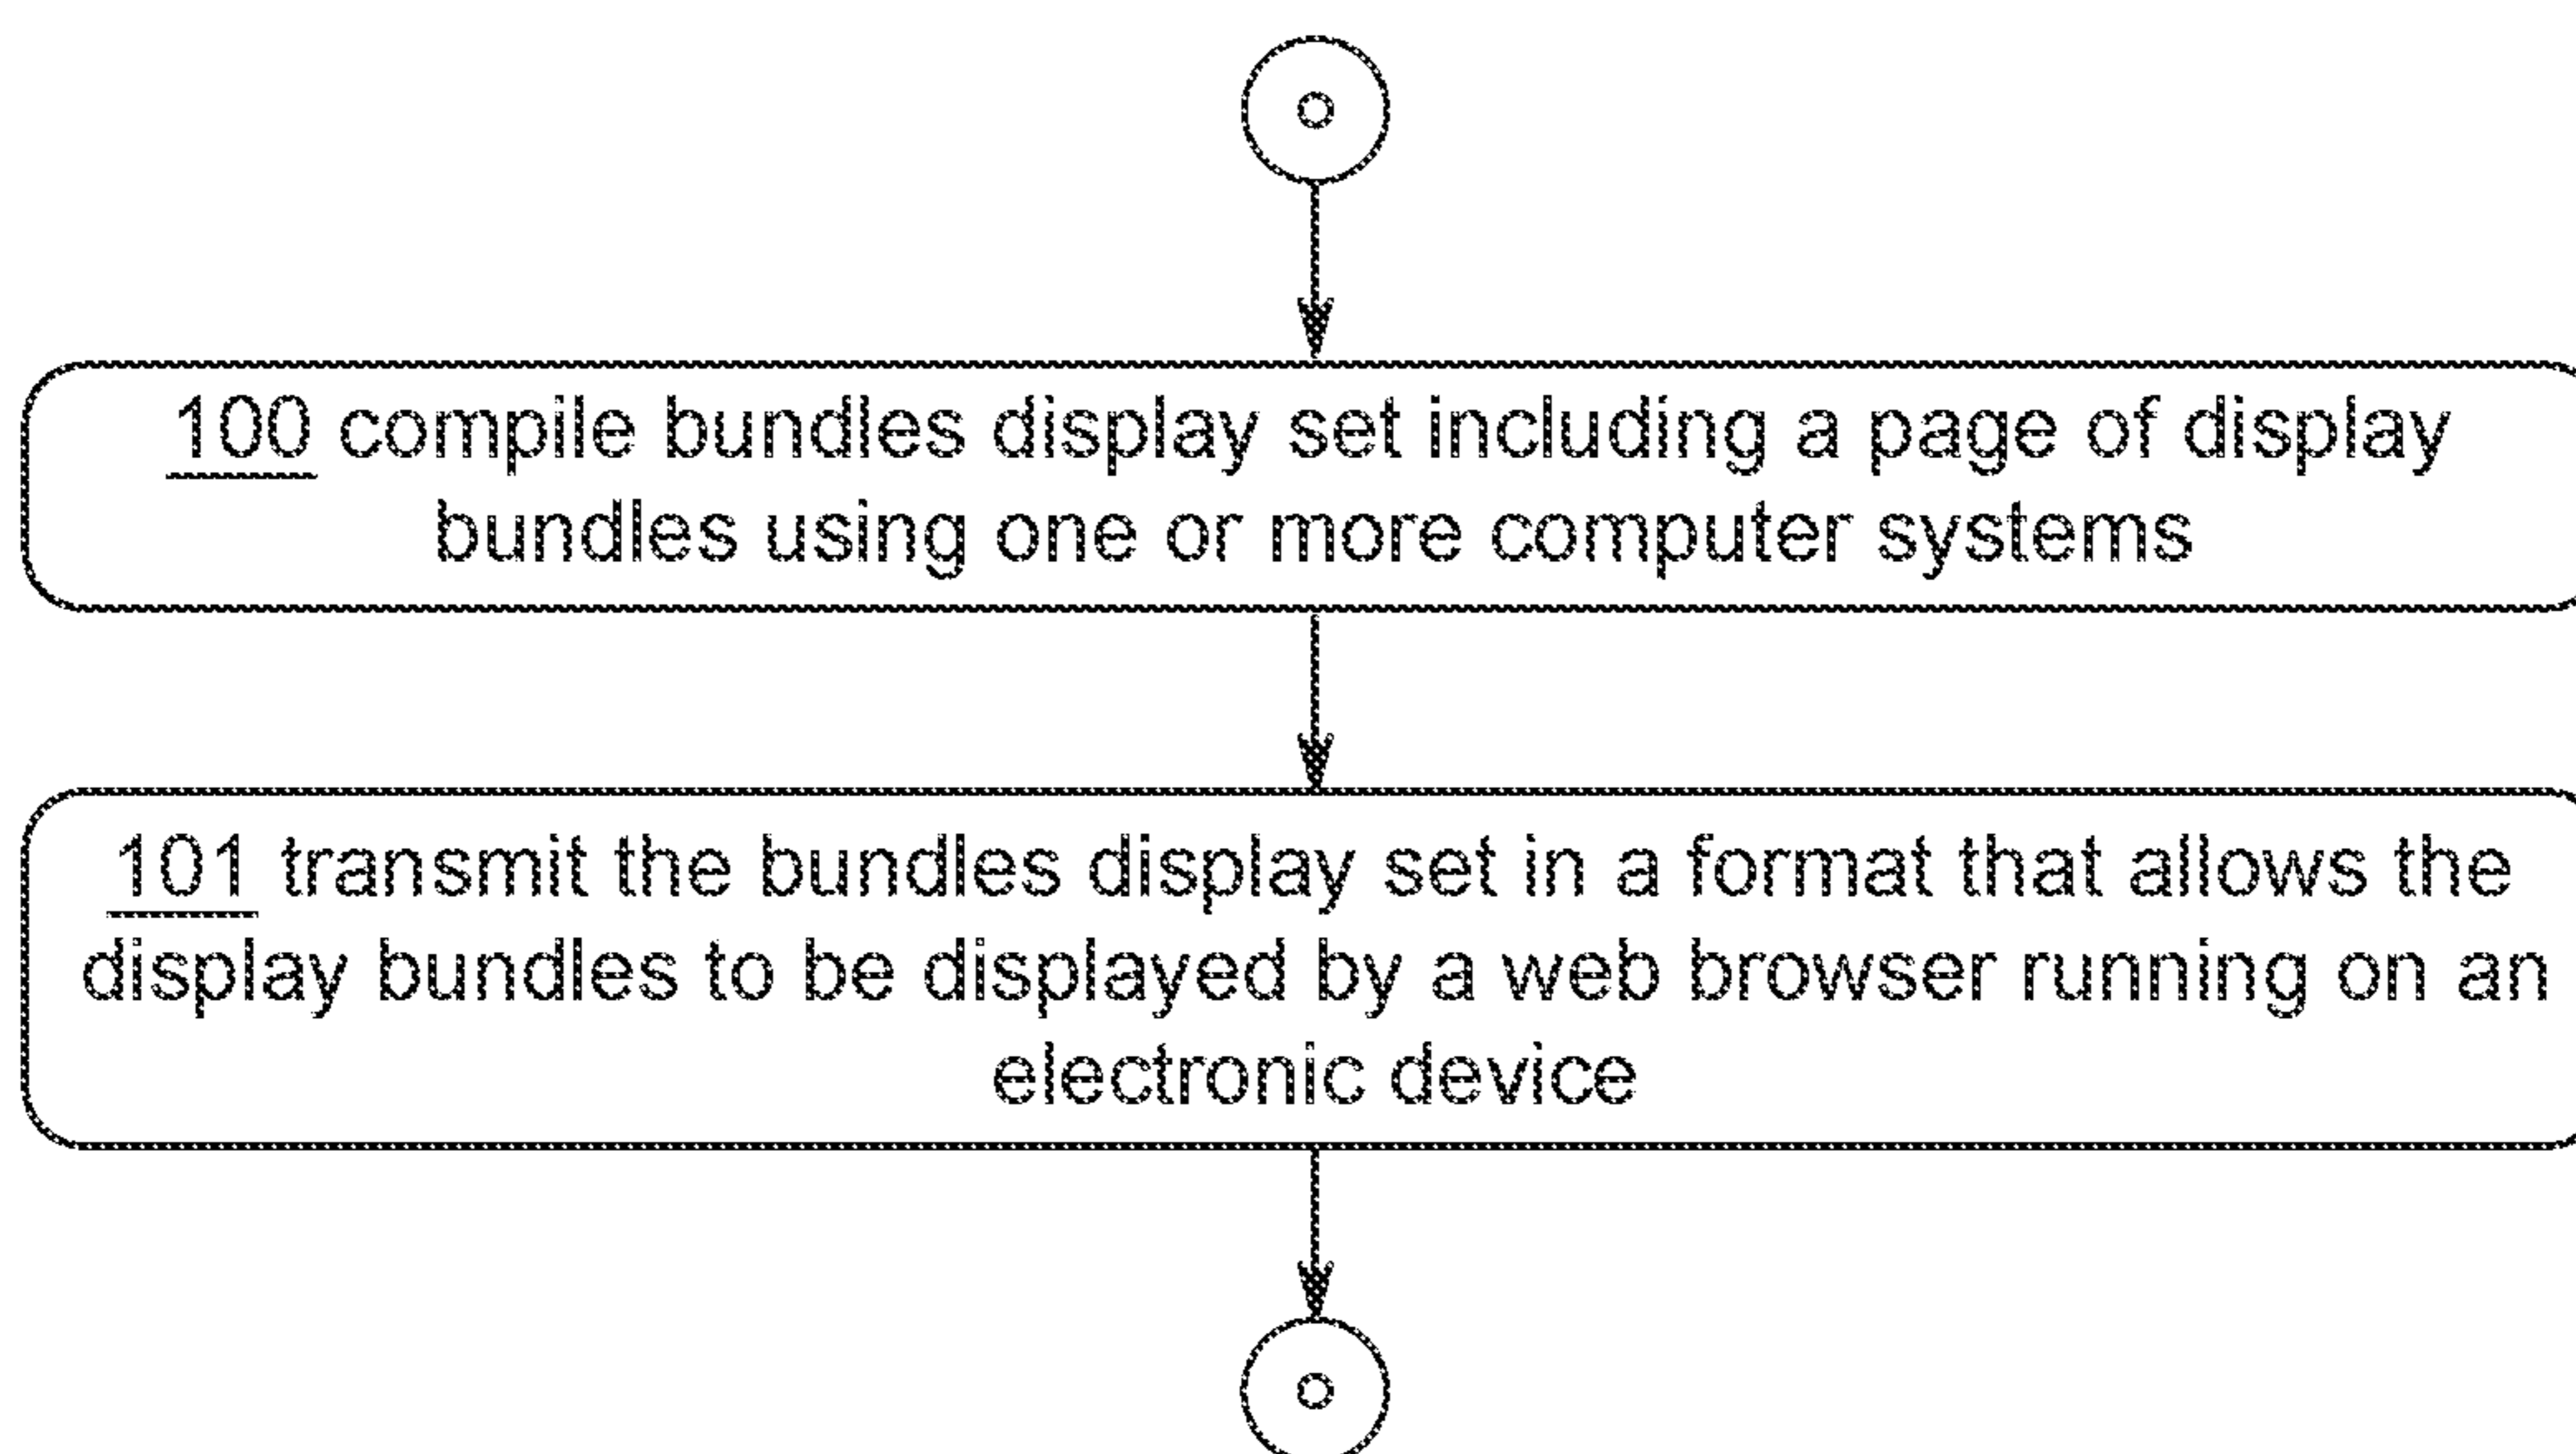 100 compile bundles display set including a page of display
bundles using one or more computer systems
101 transmit the bundles display set in a format that allows the
display bundles to be displayed by a web browser running on an
electronic device